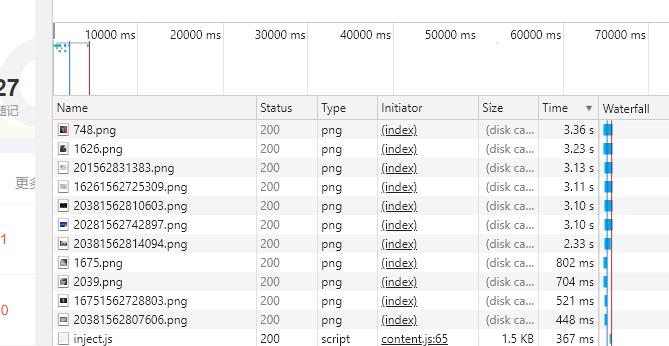 10000 ms 20000 ms 30000 ms 40000 ms 50000 ms 60000 ms 70000 ms
27
随记
更多
1
0
Name Status Type Initiator Size Time ▼ Waterfall
748.png 200 png (index) (disk ca... 3.36 s
1626.png 200 png (index) (disk ca... 3.23 s
201562831383.png 200 png (index) (disk ca... 3.13 s
16261562725309.png 200 png (index) (disk ca... 3.11 s
20381562810603.png 200 png (index) (disk ca... 3.10 s
20281562742897.png 200 png (index) (disk ca... 3.10 s
20381562814094.png 200 png (index) (disk ca... 2.33 s
1675.png 200 png (index) (disk ca... 802 ms
2039.png 200 png (index) (disk ca... 704 ms
16751562728803.png 200 png (index) (disk ca... 521 ms
20381562807606.png 200 png (index) (disk ca... 448 ms
inject.js 200 script content.js:65 1.5 KB 367 ms